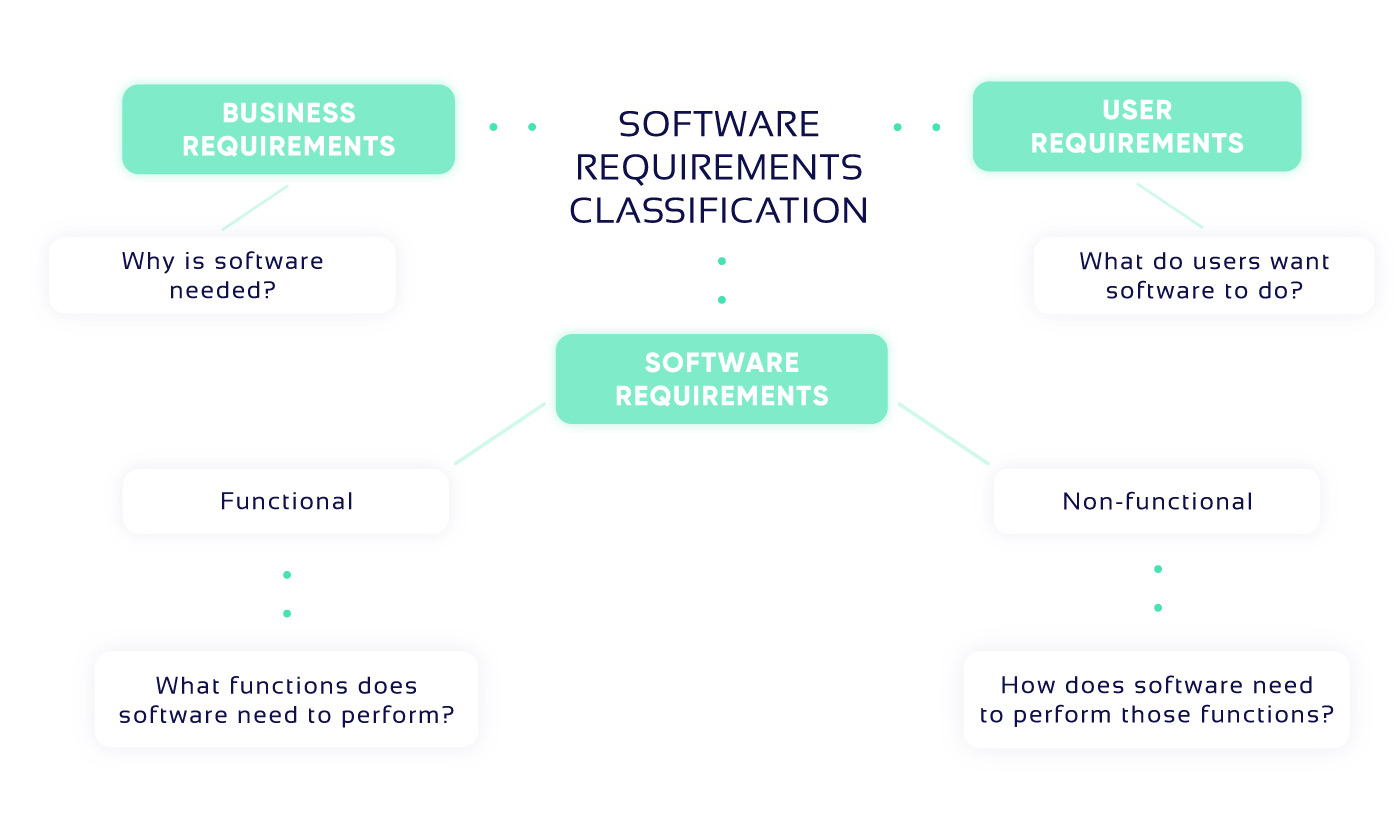 BUSINESS
REQUIREMENTS
SOFTWARE
REQUIREMENTS
CLASSIFICATION
USER
REQUIREMENTS
Why is software
needed?
What do users want
software to do?
SOFTWARE
REQUIREMENTS
Functional
Non-functional
What functions does
software need to perform?
How does software need
to perform those functions?